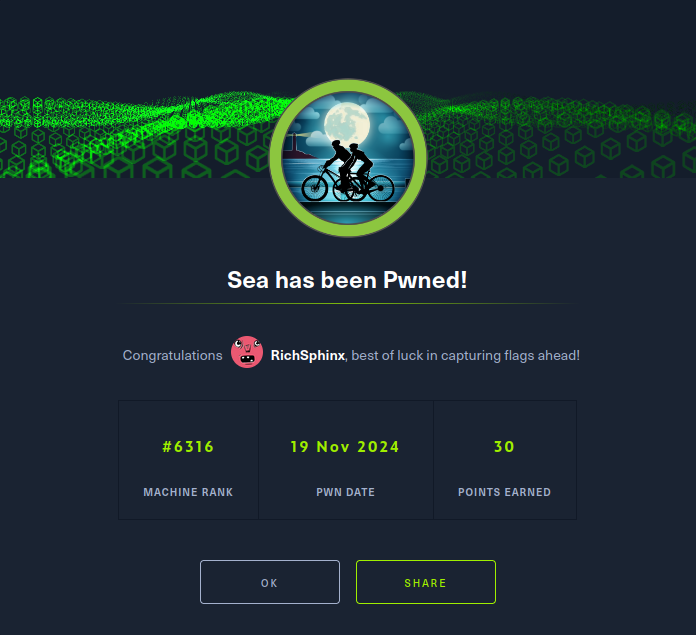 Sea has been Pwned!
Congratulations RichSphinx, best of luck in capturing flags ahead!
#6316 19 Nov 2024 30
MACHINE RANK PWN DATE POINTS EARNED
OK SHARE